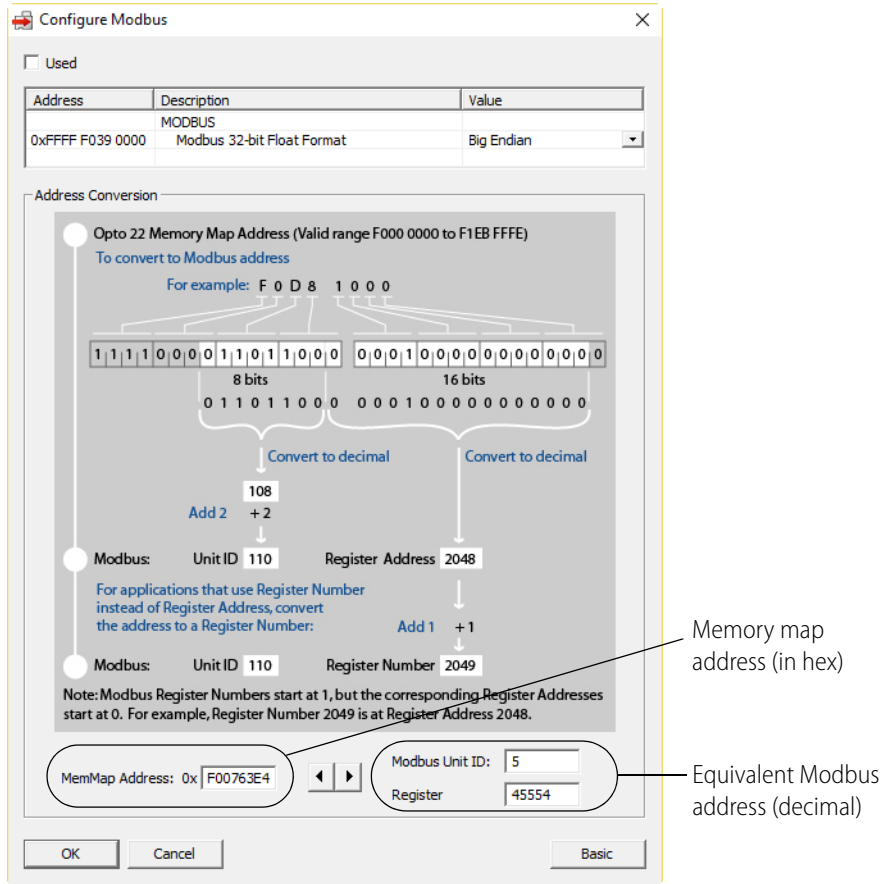 Configure Modbus
Used
Address Description Value
MODBUS
0xFFFF F039 0000 Modbus 32-bit Float Format Big Endian
Address Conversion
Opto 22 Memory Map Address (Valid range F000 0000 to F1EB FFFE)
To convert to Modbus address
For example: F 0 D 8 1 0 0 0
1 1 1 1 0 0 0 0 1 1 0 1 1 0 0 0 0 0 0 1 0 0 0 0 0 0 0 0 0 0 0 0
8 bits 16 bits
0 1 1 0 1 1 0 0 0 0 0 0 1 0 0 0 0 0 0 0 0 0 0 0 0
Convert to decimal Convert to decimal
108
Add 2 + 2
Modbus: Unit ID 110 Register Address 2048
For applications that use Register Number
instead of Register Address, convert
the address to a Register Number: Add 1 + 1
Modbus: Unit ID 110 Register Number 2049
Note: Modbus Register Numbers start at 1, but the corresponding Register Addresses
start at 0. For example, Register Number 2049 is at Register Address 2048.
Memory map
address (in hex)
MemMap Address: 0x F00763E4
Modbus Unit ID: 5
Register 45554
Equivalent Modbus
address (decimal)
OK Cancel Basic